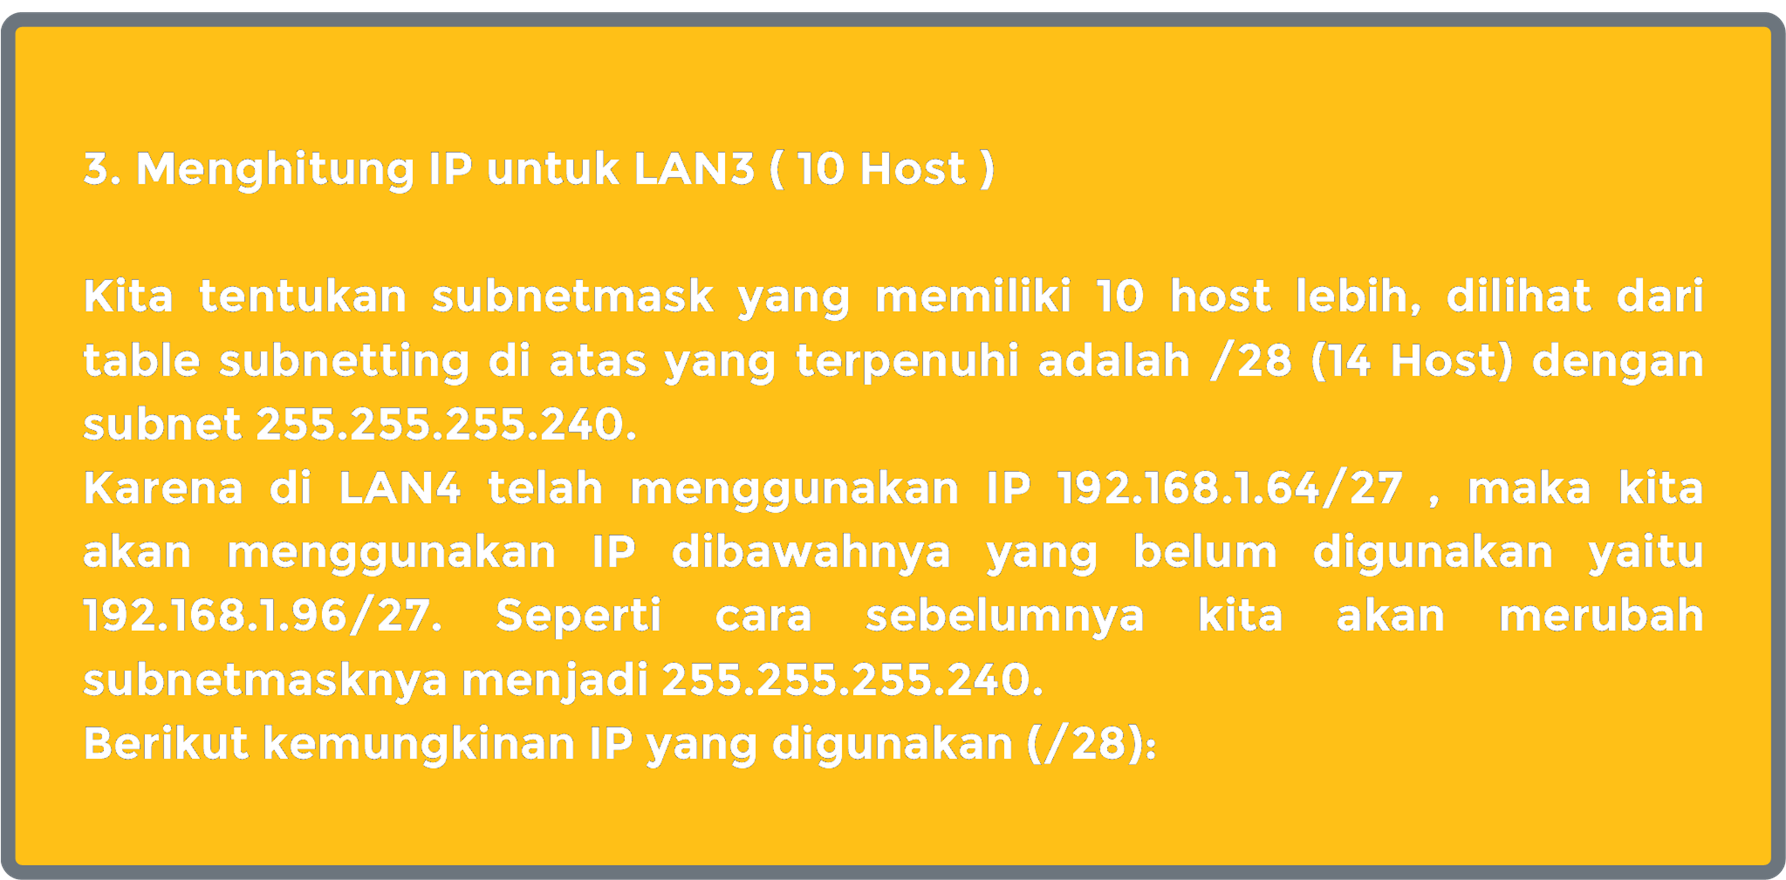 3. Menghitung IP untuk LAN3 ( 10 Host )
Kita tentukan subnetmask yang memiliki 10 host lebih, dilihat dari
table subnetting di atas yang terpenuhi adalah /28 (14 Host) dengan
subnet 255.255.255.240.
Karena di LAN4 telah menggunakan IP 192.168.1.64/27 , maka kita
akan menggunakan IP dibawahnya yang belum digunakan yaitu
192.168.1.96/27. Seperti cara sebelumnya kita akan merubah
subnetmasknya menjadi 255.255.255.240.
Berikut kemungkinan IP yang digunakan (/28):